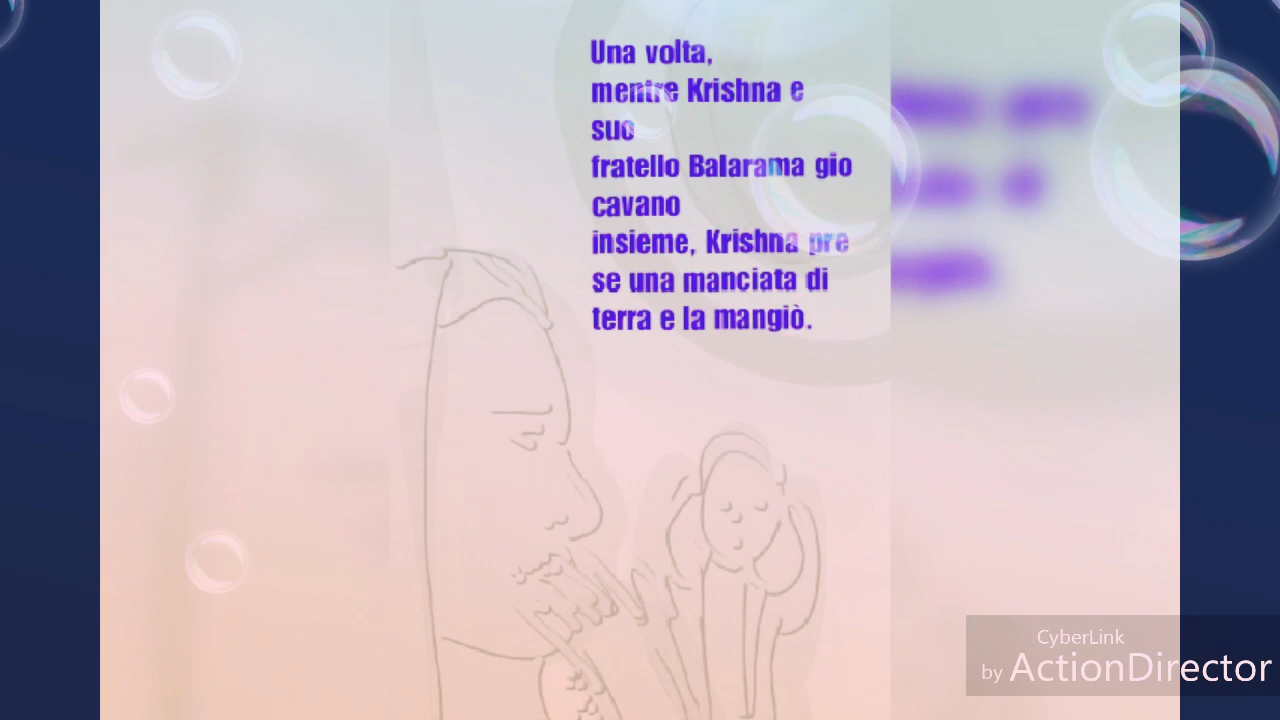 Una volta,
mentre Krishna e
suo
fratello Balarama gio
cavano
insieme, Krishna pre
se una manciata di
terra e la mangiò.
CyberLink
by ActionDirector